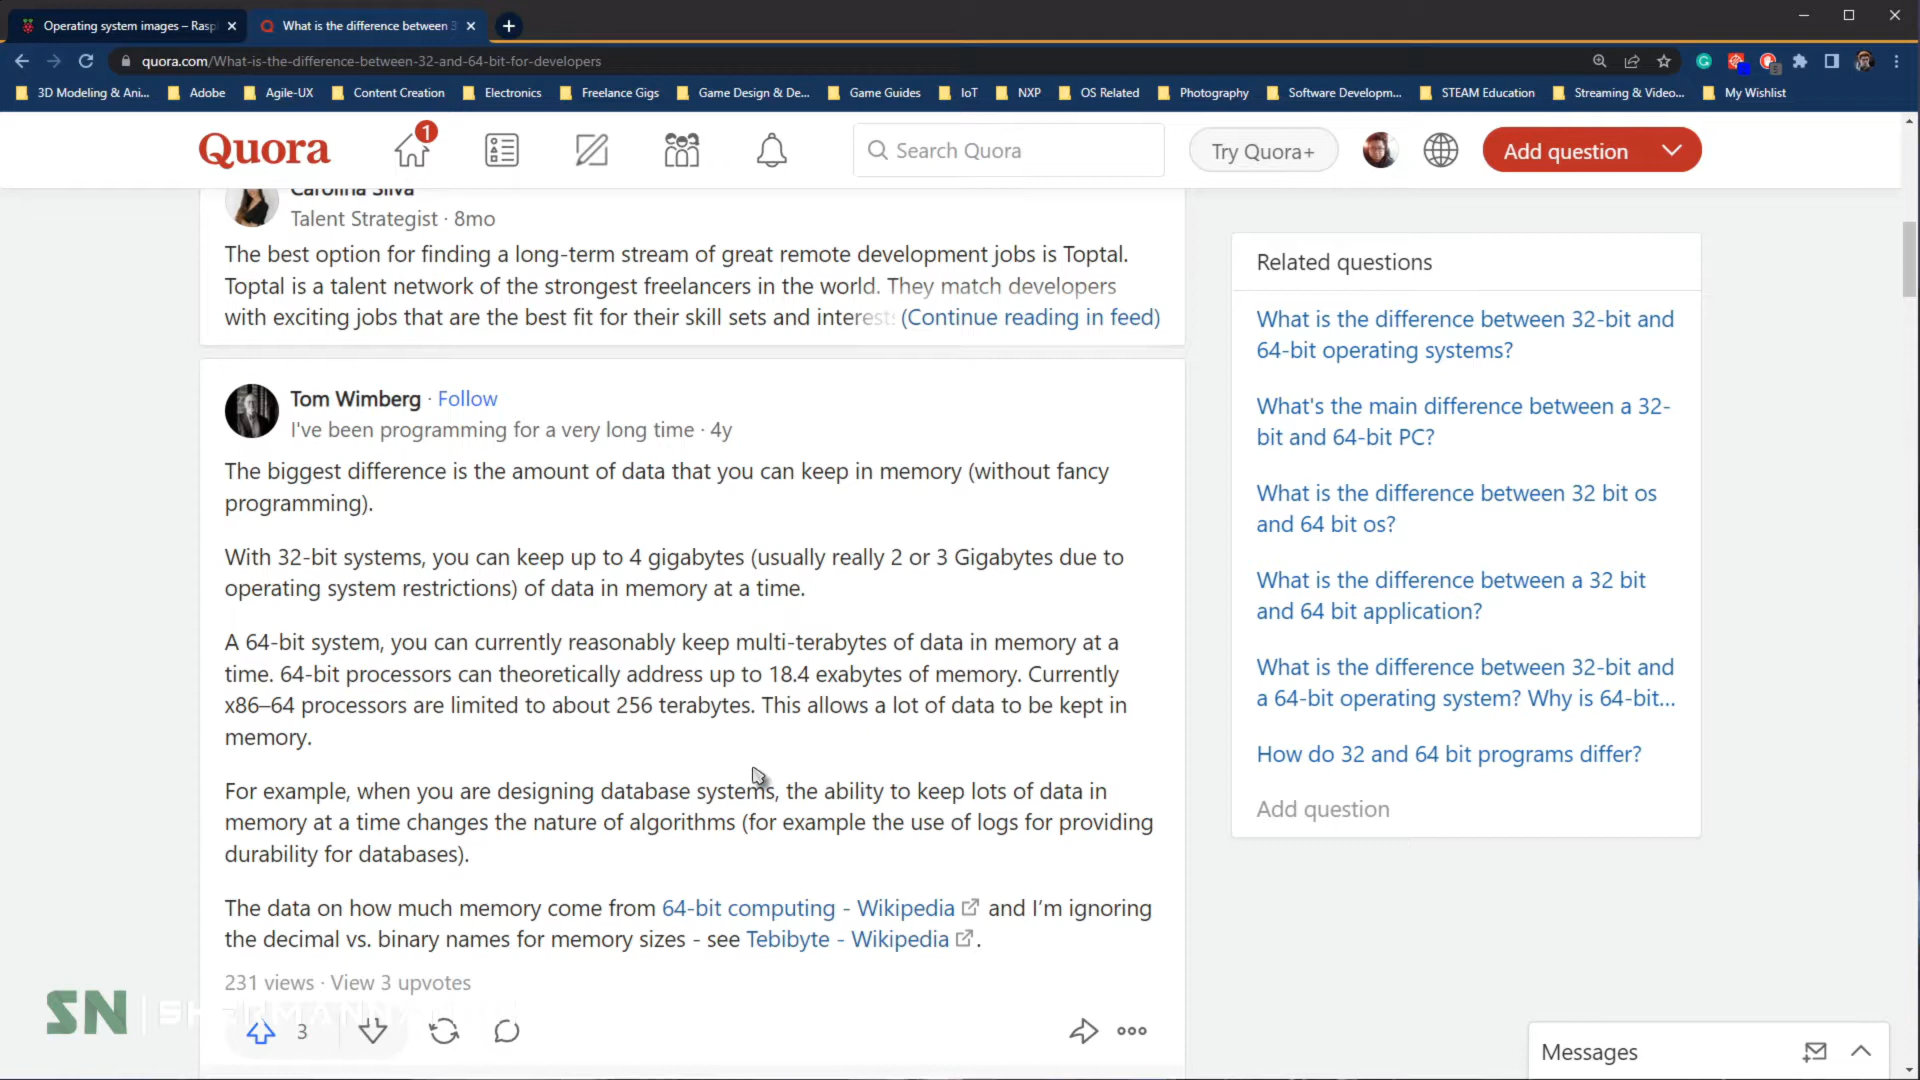 Operating system images – Rasp
What is the difference between 3
quora.com/What-is-the-difference-between-32-and-64-bit-for-developers
3D Modeling & Ani...
Adobe
Agile-UX
Content Creation
Electronics
Freelance Gigs
Game Design & De...
Game Guides
IoT
NXP
OS Related
Photography
Software Developm...
STEAM Education
Streaming & Video...
My Wishlist
Quora
1
Search Quora
Try Quora+
Add question
Carolina Silva
Talent Strategist · 8mo
The best option for finding a long-term stream of great remote development jobs is Toptal.
Toptal is a talent network of the strongest freelancers in the world. They match developers
with exciting jobs that are the best fit for their skill sets and interests (Continue reading in feed)
Tom Wimberg · Follow
I've been programming for a very long time · 4y
The biggest difference is the amount of data that you can keep in memory (without fancy
programming).
With 32-bit systems, you can keep up to 4 gigabytes (usually really 2 or 3 Gigabytes due to
operating system restrictions) of data in memory at a time.
A 64-bit system, you can currently reasonably keep multi-terabytes of data in memory at a
time. 64-bit processors can theoretically address up to 18.4 exabytes of memory. Currently
x86–64 processors are limited to about 256 terabytes. This allows a lot of data to be kept in
memory.
For example, when you are designing database systems, the ability to keep lots of data in
memory at a time changes the nature of algorithms (for example the use of logs for providing
durability for databases).
The data on how much memory come from 64-bit computing - Wikipedia and I'm ignoring
the decimal vs. binary names for memory sizes - see Tebibyte - Wikipedia .
231 views · View 3 upvotes
3
Related questions
What is the difference between 32-bit and
64-bit operating systems?
What's the main difference between a 32-
bit and 64-bit PC?
What is the difference between 32 bit os
and 64 bit os?
What is the difference between a 32 bit
and 64 bit application?
What is the difference between 32-bit and
a 64-bit operating system? Why is 64-bit...
How do 32 and 64 bit programs differ?
Add question
Messages
SN